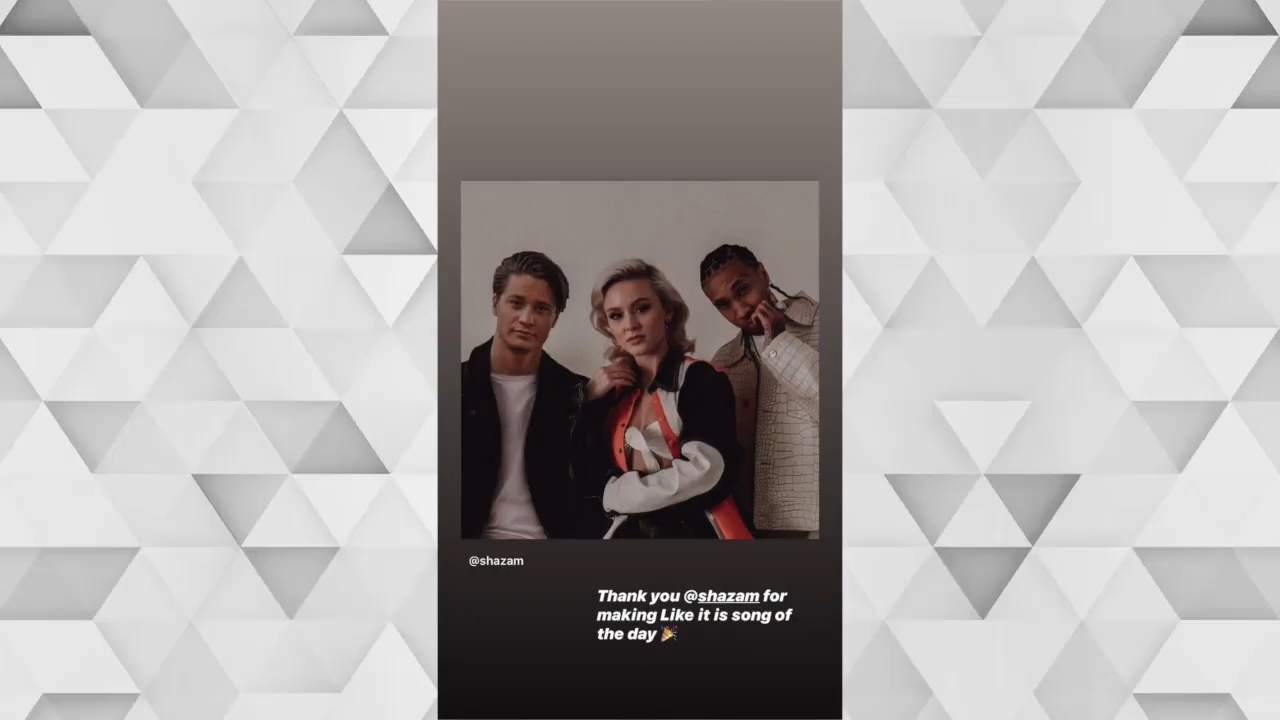 @shazam
Thank you @shazam for
making Like it is song of
the day 🎉